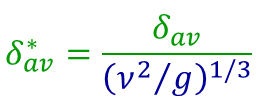 δ*av = δav / (ν²/g)^1/3